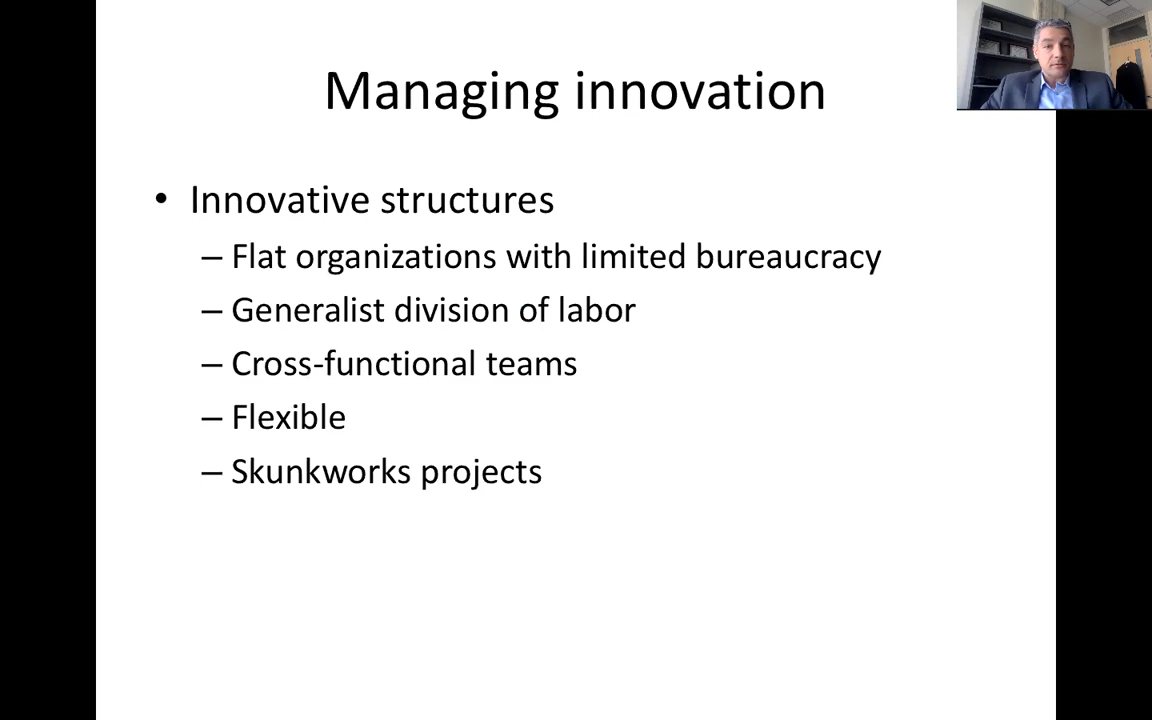 Managing innovation
• Innovative structures
– Flat organizations with limited bureaucracy
– Generalist division of labor
– Cross-functional teams
– Flexible
– Skunkworks projects